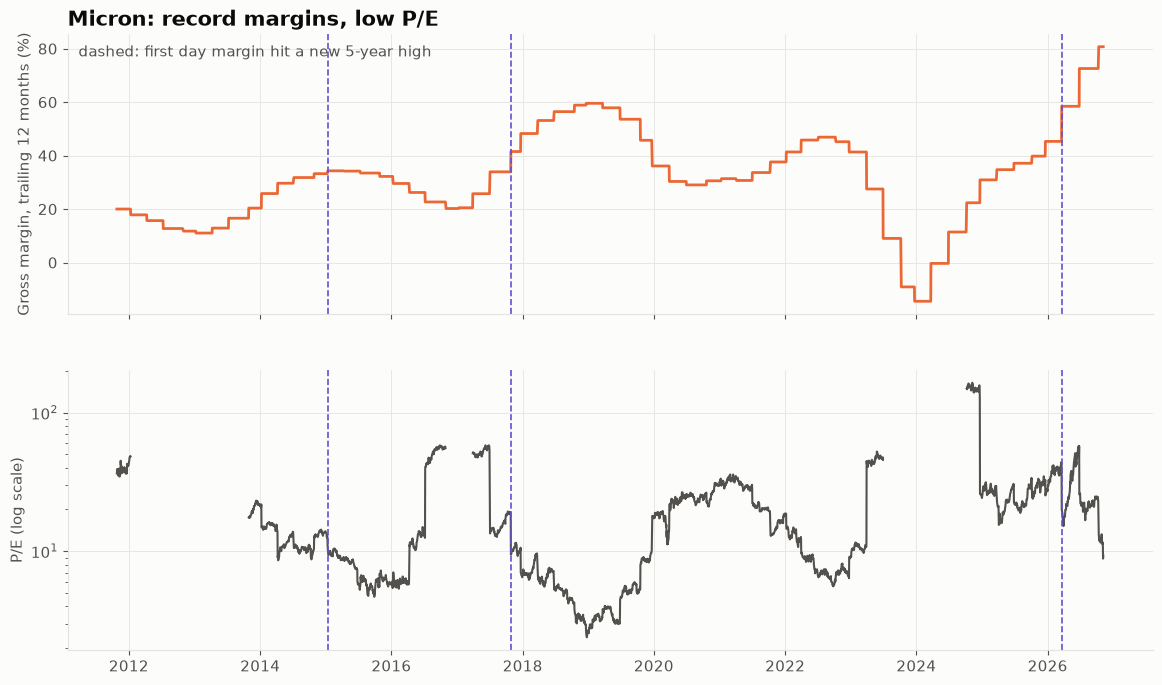 Micron: record margins, low P/E
dashed: first day margin hit a new 5-year high
Gross margin, trailing 12 months (%)
80
60
40
20
0
P/E (log scale)
10²
10¹
2012 2014 2016 2018 2020 2022 2024 2026